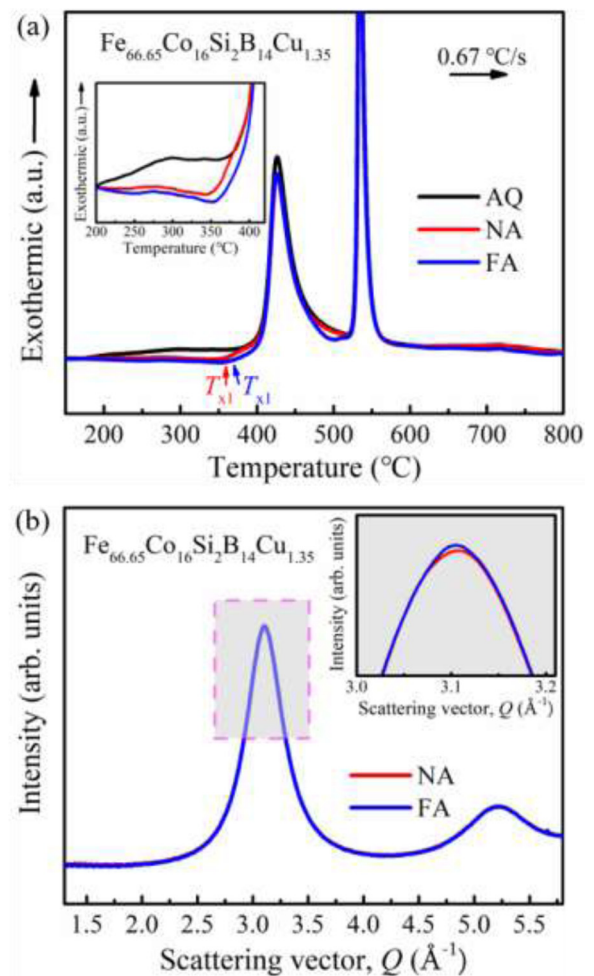 (a)
Fe66.65Co16Si2B14Cu1.35
0.67 °C/s
Exothermic (a.u.)
200 250 300 350 400
Temperature (°C)
AQ
NA
FA
Exothermic (a.u.)
Tx1 Tx1
200 300 400 500 600 700 800
Temperature (°C)
(b)
Fe66.65Co16Si2B14Cu1.35
Intensity (arb. units)
3.0 3.1 3.2
Scattering vector, Q (Å-1)
NA
FA
Intensity (arb. units)
1.5 2.0 2.5 3.0 3.5 4.0 4.5 5.0 5.5
Scattering vector, Q (Å-1)